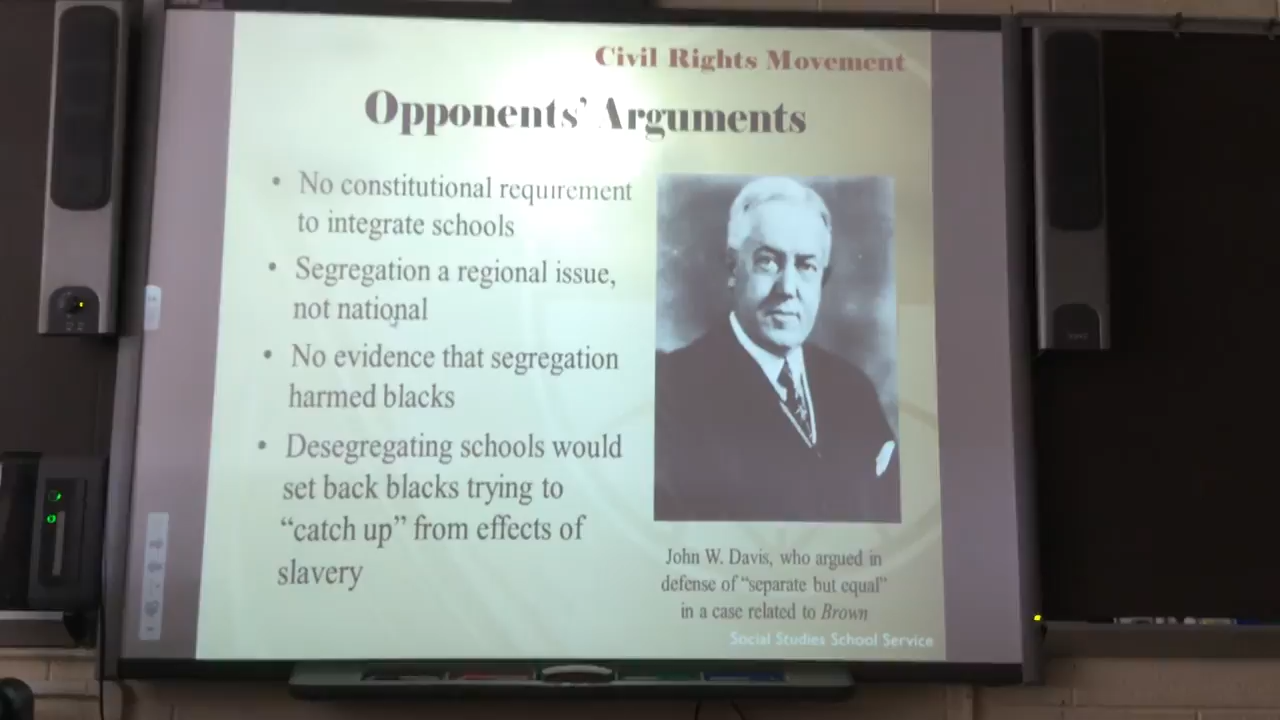 Civil Rights Movement
Opponents' Arguments
• No constitutional requirement
to integrate schools
• Segregation a regional issue,
not national
• No evidence that segregation
harmed blacks
• Desegregating schools would
set back blacks trying to
“catch up” from effects of
slavery
John W. Davis, who argued in
defense of “separate but equal”
in a case related to Brown
Social Studies School Service